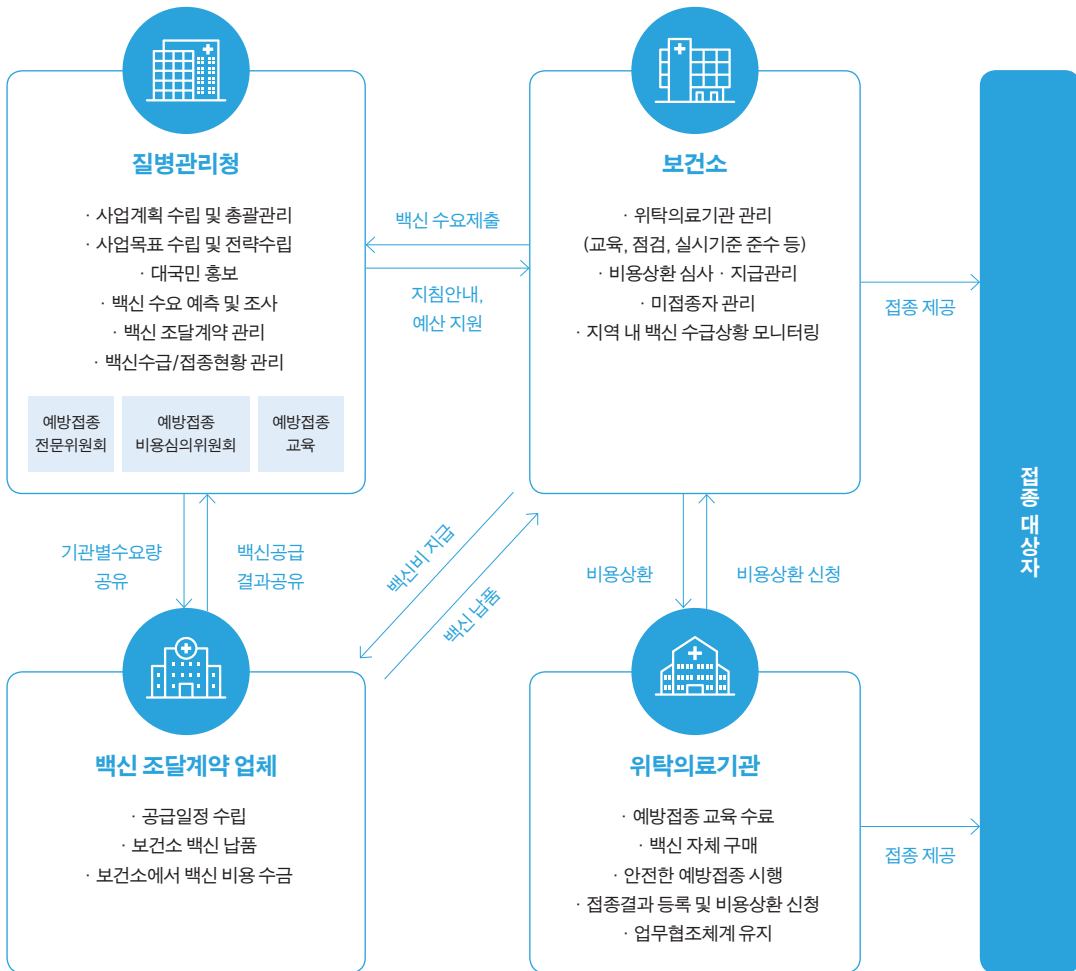 질병관리청
· 사업계획 수립 및 총괄관리
· 사업목표 수립 및 전략수립
· 대국민 홍보
· 백신 수요 예측 및 조사
· 백신 조달계약 관리
· 백신수급/접종현황 관리
예방접종
전문위원회
예방접종
비용심의위원회
예방접종
교육
백신 수요제출
지침안내,
예산 지원
보건소
· 위탁의료기관 관리
(교육, 점검, 실시기준 준수 등)
· 비용상환 심사 · 지급관리
· 미접종자 관리
· 지역 내 백신 수급상황 모니터링
접종 제공
접종 대상자
기관별수요량
공유
백신공급
결과공유
백신비 지급
백신 납품
비용상환
비용상환 신청
백신 조달계약 업체
· 공급일정 수립
· 보건소 백신 납품
· 보건소에서 백신 비용 수금
위탁의료기관
· 예방접종 교육 수료
· 백신 자체 구매
· 안전한 예방접종 시행
· 접종결과 등록 및 비용상환 신청
· 업무협조체계 유지
접종 제공